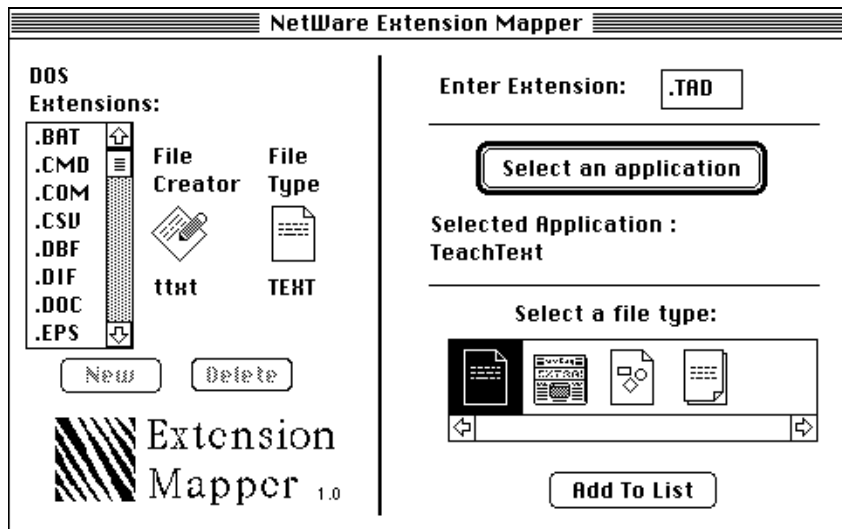 NetWare Extension Mapper
DOS
Extensions:
.BAT
.CMD
.COM
.CSV
.DBF
.DIF
.DOC
.EPS
File
Creator
ttxt
File
Type
TEXT
New
Delete
Extension
Mapper 1.0
Enter Extension: .TAD
Select an application
Selected Application :
TeachText
Select a file type:
EXTRA!
Add To List